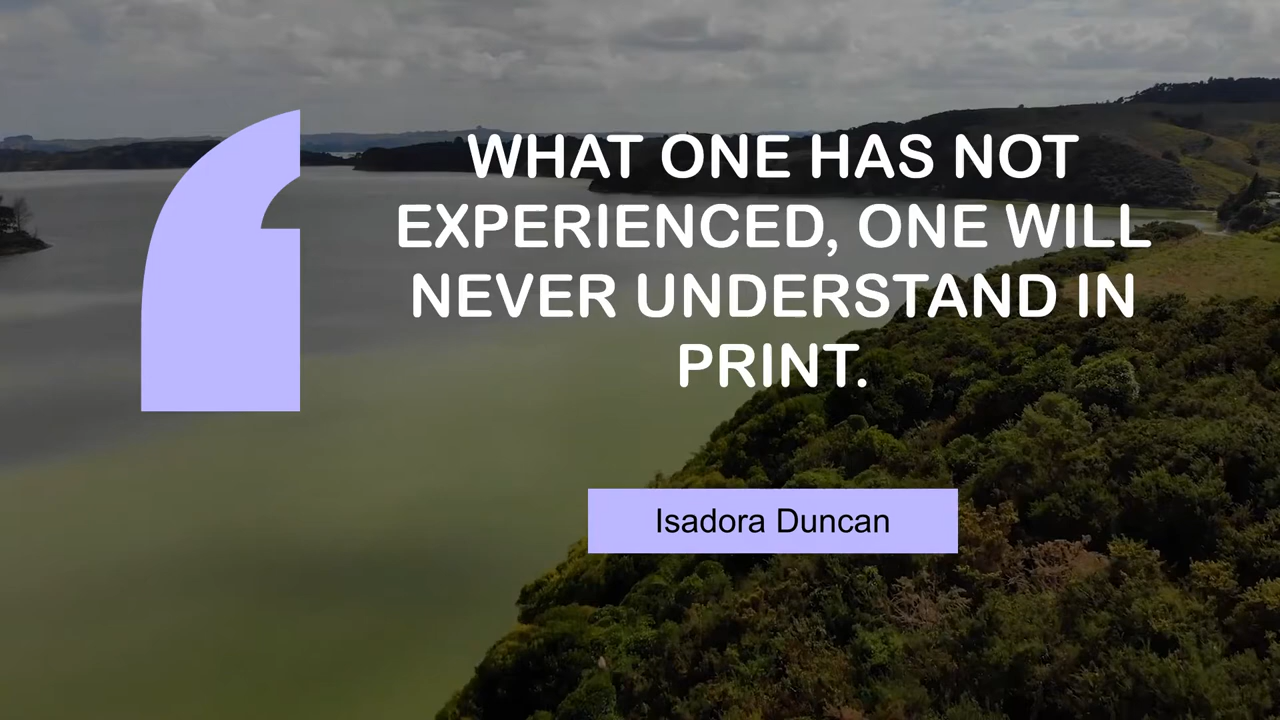 WHAT ONE HAS NOT
EXPERIENCED, ONE WILL
NEVER UNDERSTAND IN
PRINT.
Isadora Duncan